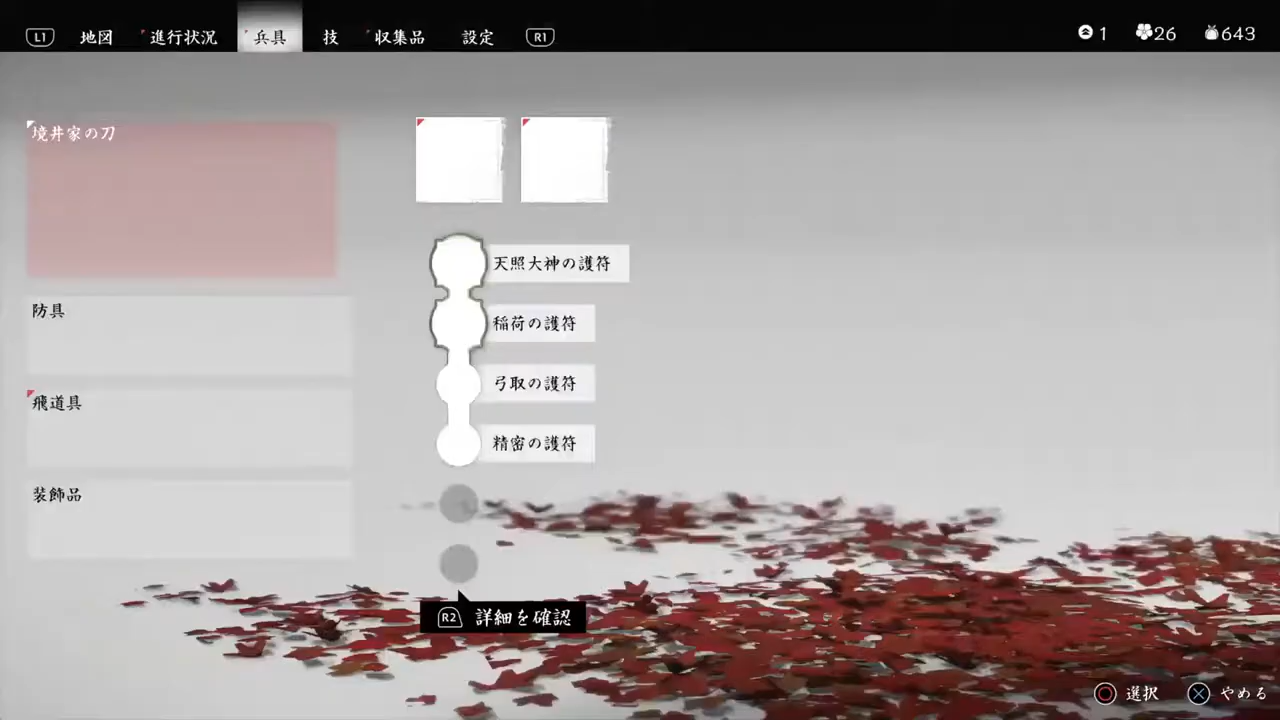 L1 地図 進行状況 兵具 技 収集品 設定 R1 1 26 643
境井家の刀
天照大神の護符
防具
稲荷の護符
弓取の護符
飛道具
精密の護符
装飾品
R2 詳細を確認
選択 やめる